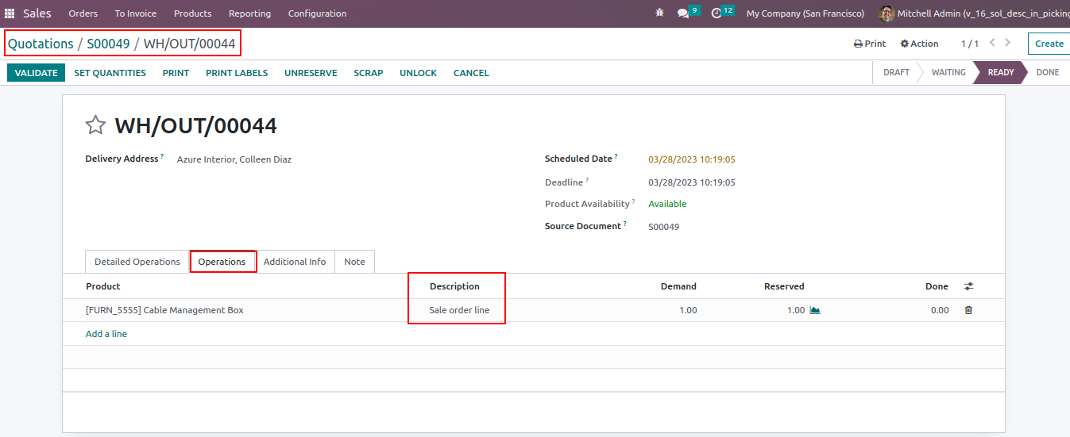 Sales Orders To Invoice Products Reporting Configuration 9 12 My Company (San Francisco) Mitchell Admin (v_16_sol_desc_in_picking
Quotations / S00049 / WH/OUT/00044 Print Action 1 / 1 Create
VALIDATE SET QUANTITIES PRINT PRINT LABELS UNRESERVE SCRAP UNLOCK CANCEL DRAFT WAITING READY DONE
WH/OUT/00044
Delivery Address ? Azure Interior, Colleen Diaz Scheduled Date ? 03/28/2023 10:19:05
Deadline ? 03/28/2023 10:19:05
Product Availability ? Available
Source Document ? S00049
Detailed Operations Operations Additional Info Note
Product Description Demand Reserved Done
[FURN_5555] Cable Management Box Sale order line 1.00 1.00 0.00
Add a line